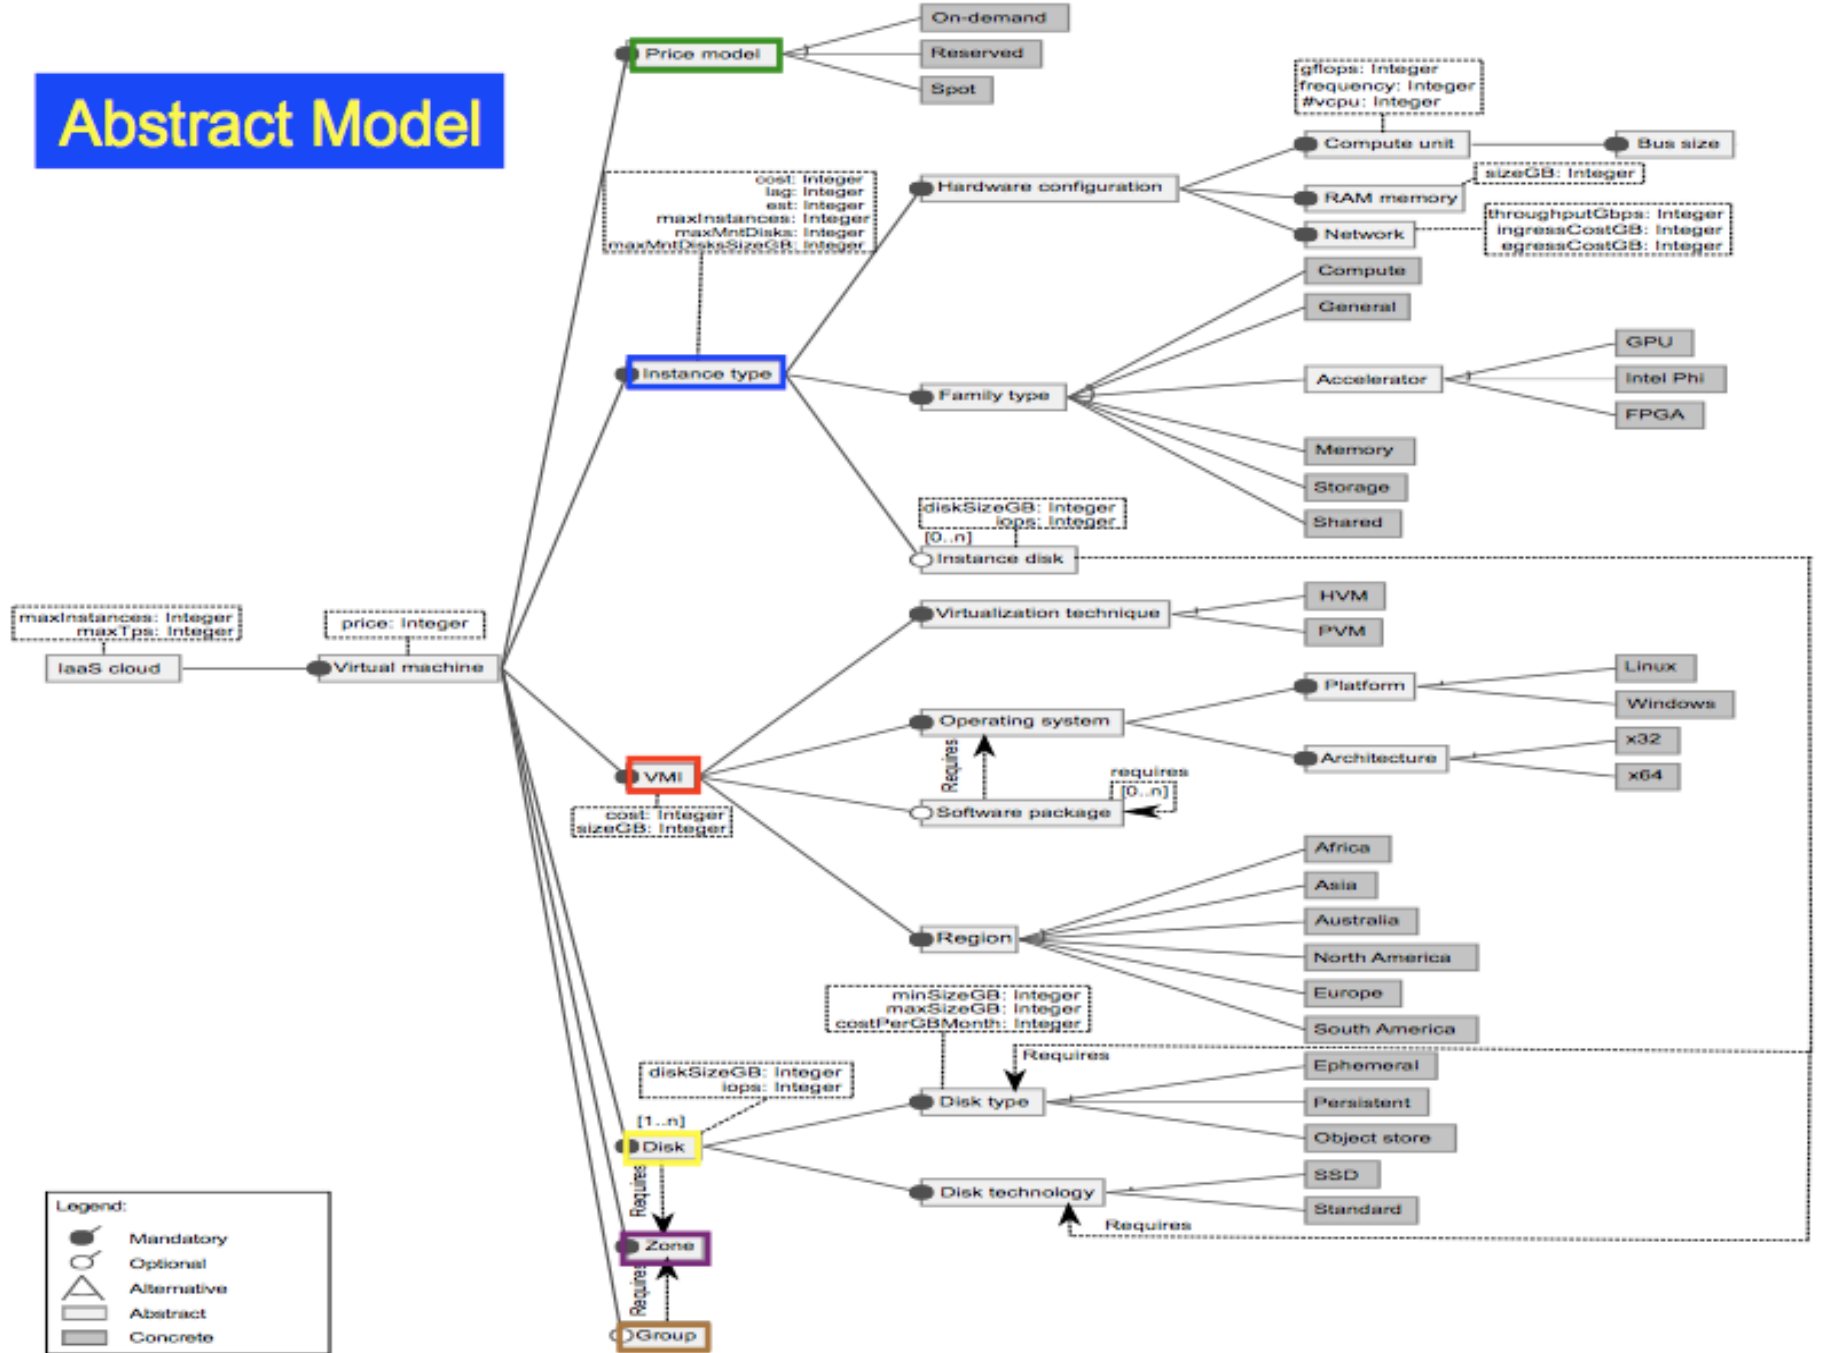 On-demand
Price model
Reserved
Spot
Abstract Model
gflops: Integer
frequency: Integer
#vcpu: Integer
Compute unit
Bus size
cost: Integer
lag: Integer
est: Integer
maxInstances: Integer
maxMntDisks: Integer
maxMntDisksSizeGB: Integer
Hardware configuration
sizeGB: Integer
RAM memory
throughputGbps: Integer
ingressCostGB: Integer
egressCostGB: Integer
Network
Compute
General
GPU
Instance type
Accelerator
Intel Phi
Family type
FPGA
Memory
Storage
Shared
diskSizeGB: Integer
iops: Integer
[0..n]
Instance disk
Virtualization technique
HVM
PVM
maxInstances: Integer
maxTps: Integer
price: Integer
IaaS cloud
Virtual machine
Platform
Linux
Windows
Operating system
Architecture
x32
x64
Requires
VMI
requires
[0..n]
cost: Integer
sizeGB: Integer
Software package
Africa
Asia
Australia
Region
North America
Europe
South America
minSizeGB: Integer
maxSizeGB: Integer
costPerGBMonth: Integer
Requires
diskSizeGB: Integer
iops: Integer
Ephemeral
Disk type
Persistent
[1..n]
Disk
Object store
SSD
Disk technology
Standard
Requires
Requires
Zone
Requires
Group
Legend:
Mandatory
Optional
Alternative
Abstract
Concrete